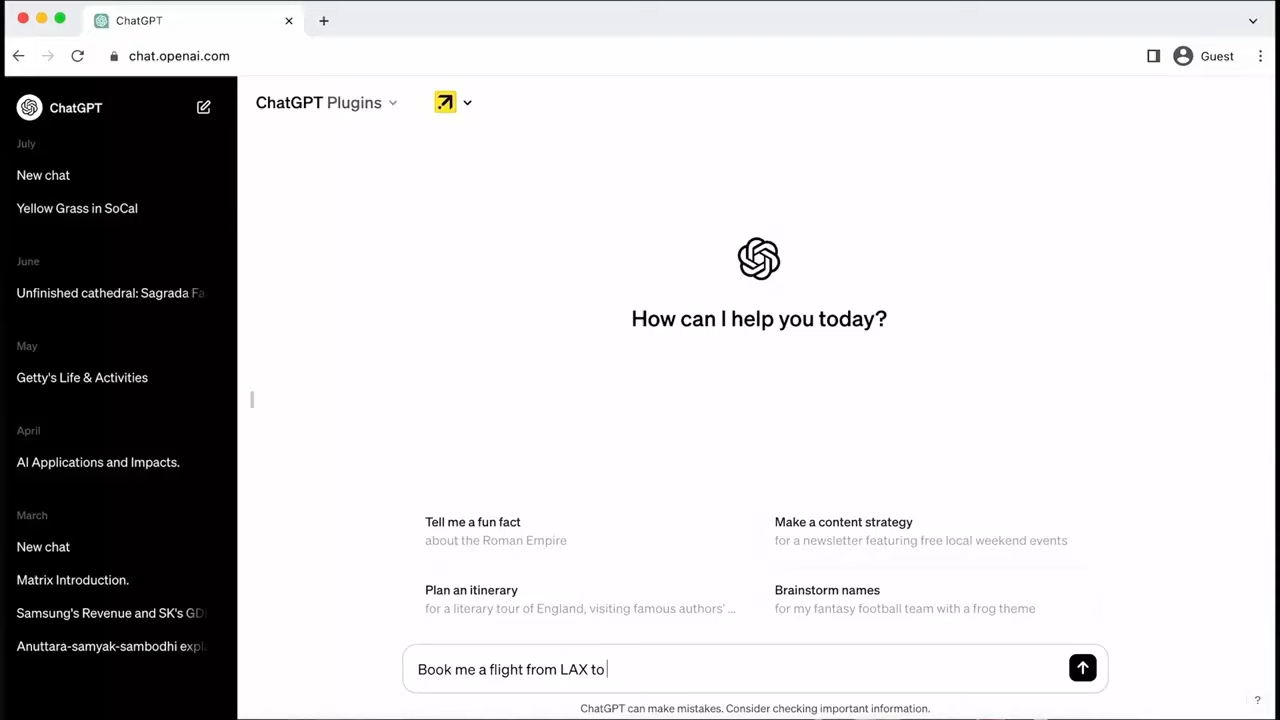 ChatGPT
chat.openai.com
Guest
ChatGPT
July
New chat
Yellow Grass in SoCal
June
Unfinished cathedral: Sagrada Fa
May
Getty's Life & Activities
April
AI Applications and Impacts.
March
New chat
Matrix Introduction.
Samsung's Revenue and SK's GD
Anuttara-samyak-sambodhi expl
ChatGPT Plugins
How can I help you today?
Tell me a fun fact
about the Roman Empire
Make a content strategy
for a newsletter featuring free local weekend events
Plan an itinerary
for a literary tour of England, visiting famous authors' ...
Brainstorm names
for my fantasy football team with a frog theme
Book me a flight from LAX to
ChatGPT can make mistakes. Consider checking important information.
?